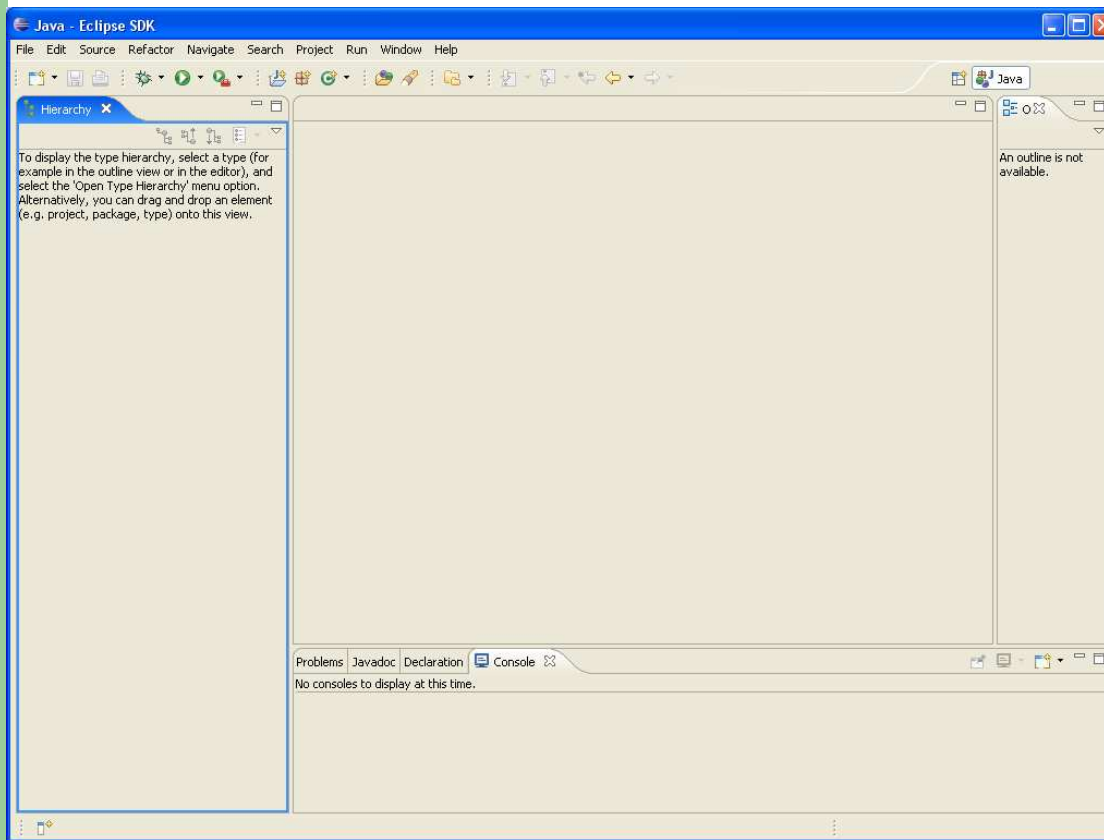 Java - Eclipse SDK
File Edit Source Refactor Navigate Search Project Run Window Help
Java
Hierarchy
To display the type hierarchy, select a type (for
example in the outline view or in the editor), and
select the 'Open Type Hierarchy' menu option.
Alternatively, you can drag and drop an element
(e.g. project, package, type) onto this view.
O
An outline is not
available.
Problems Javadoc Declaration Console
No consoles to display at this time.